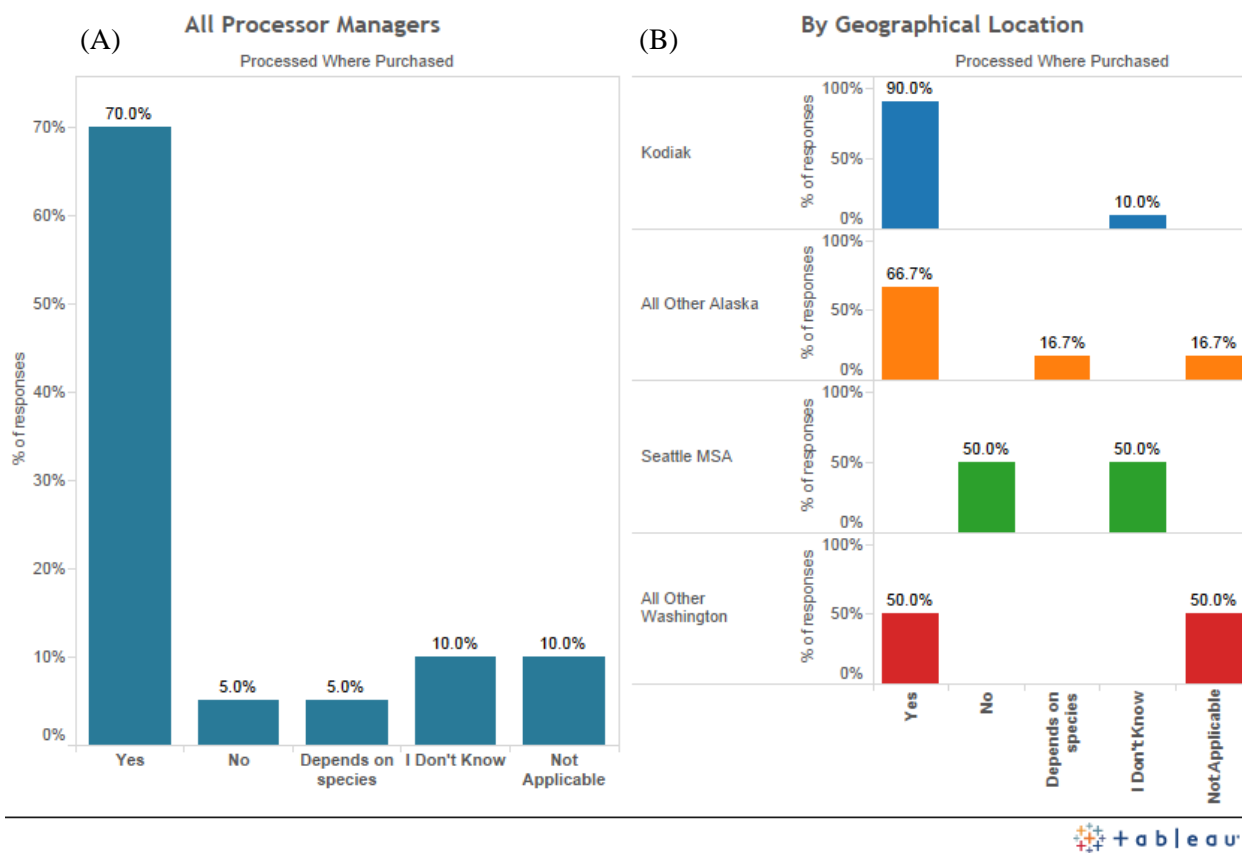 (A)
All Processor Managers
Processed Where Purchased
% of responses
70%
60%
50%
40%
30%
20%
10%
0%
70.0%
5.0%
5.0%
10.0%
10.0%
Yes
No
Depends on
species
I Don't Know
Not
Applicable
(B)
By Geographical Location
Processed Where Purchased
Kodiak
% of responses
100%
50%
0%
90.0%
10.0%
All Other Alaska
% of responses
100%
50%
0%
66.7%
16.7%
16.7%
Seattle MSA
% of responses
100%
50%
0%
50.0%
50.0%
All Other
Washington
% of responses
100%
50%
0%
50.0%
50.0%
Yes
No
Depends on
species
I Don't Know
Not Applicable
+ a b l e a u